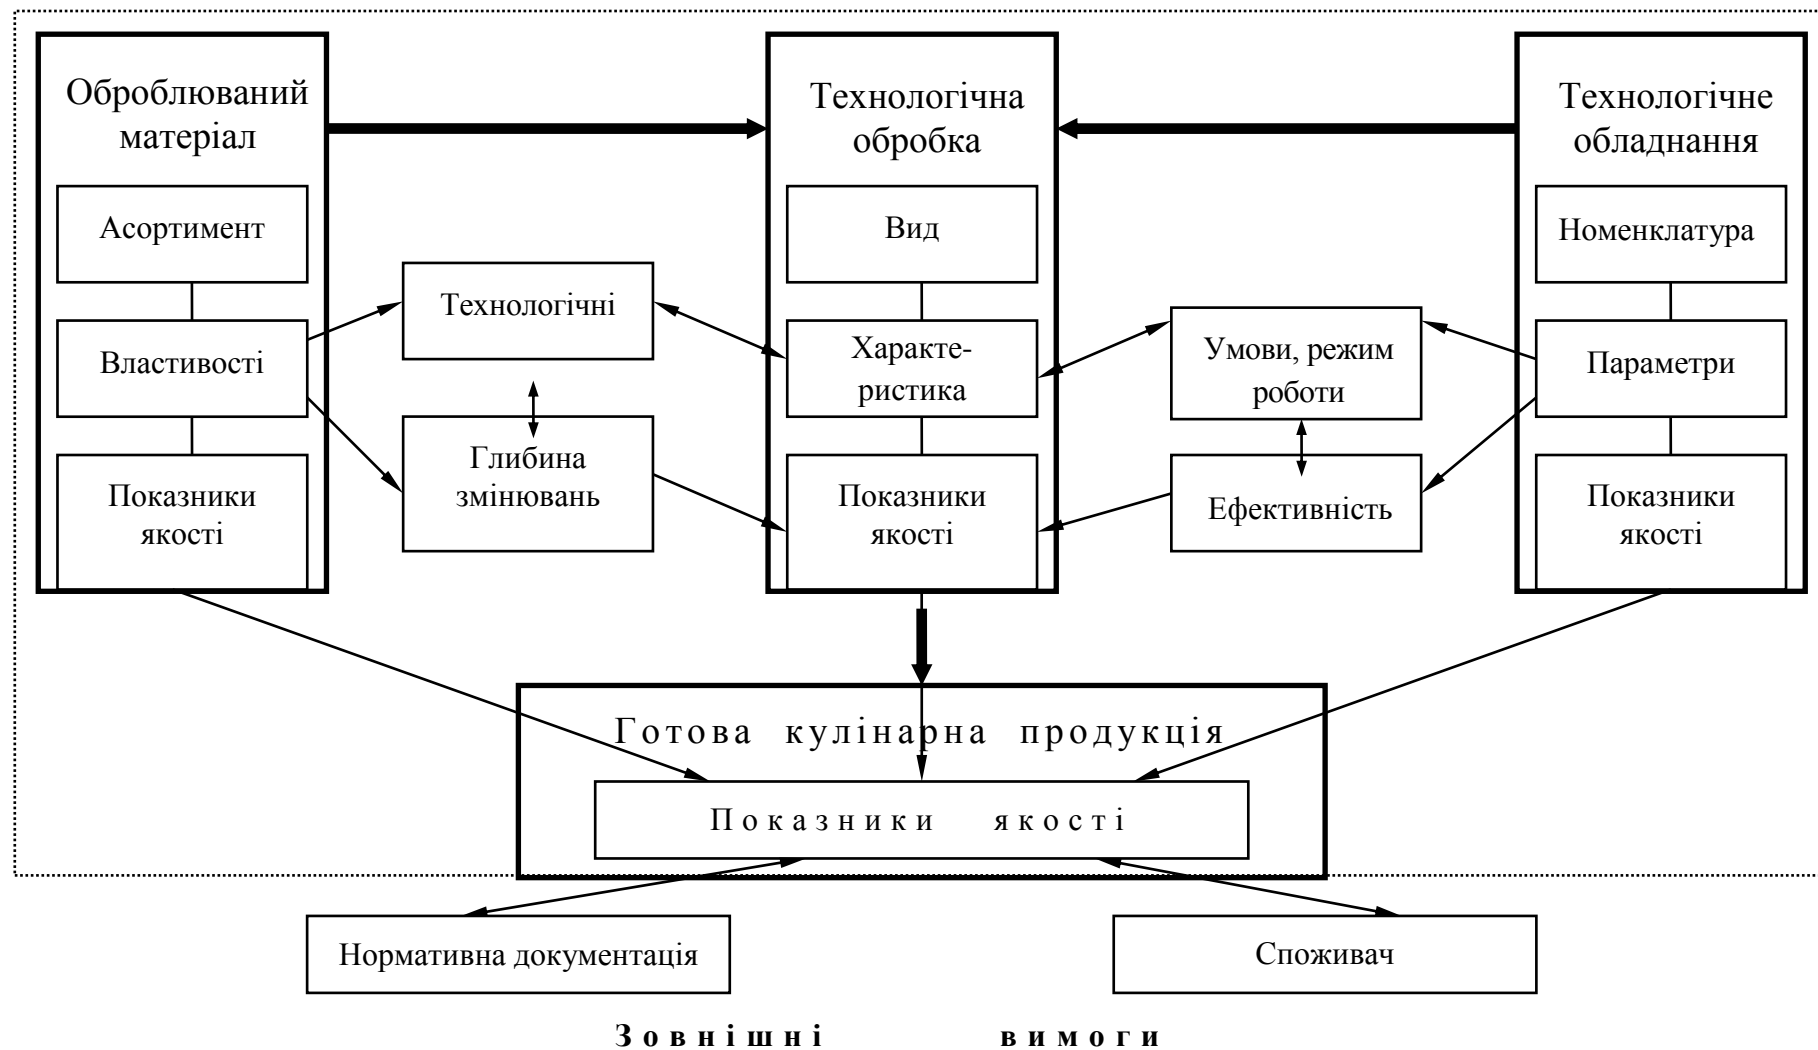 Оброблюваний
матеріал
Асортимент
Властивості
Показники
якості
Технологічні
Глибина
змінювань
Технологічна
обробка
Вид
Характе-
ристика
Показники
якості
Умови, режим
роботи
Ефективність
Технологічне
обладнання
Номенклатура
Параметри
Показники
якості
Готова кулінарна продукція
Показники якості
Нормативна документація
Споживач
Зовнішні вимоги